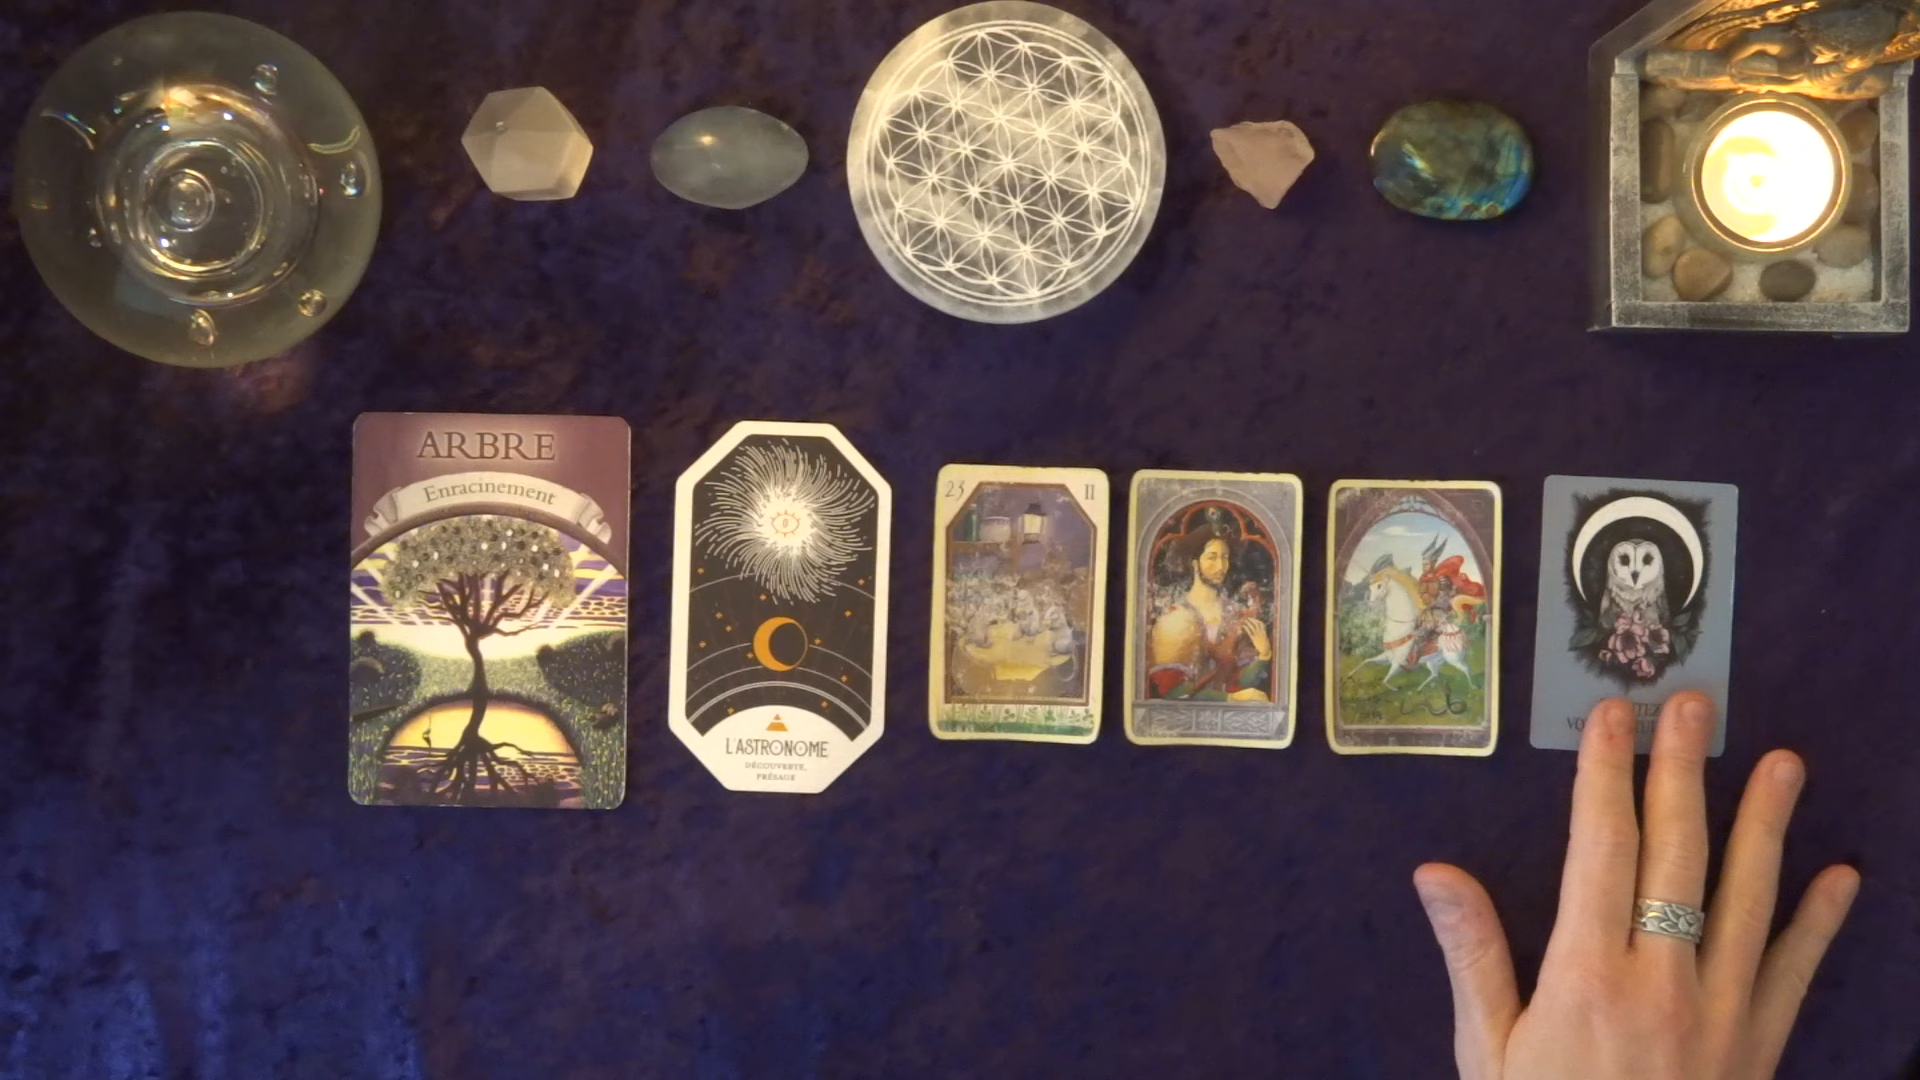 ARBRE
Enracinement
L'ASTRONOME
DÉCOUVERTE,
PRÉSAGE
23 II